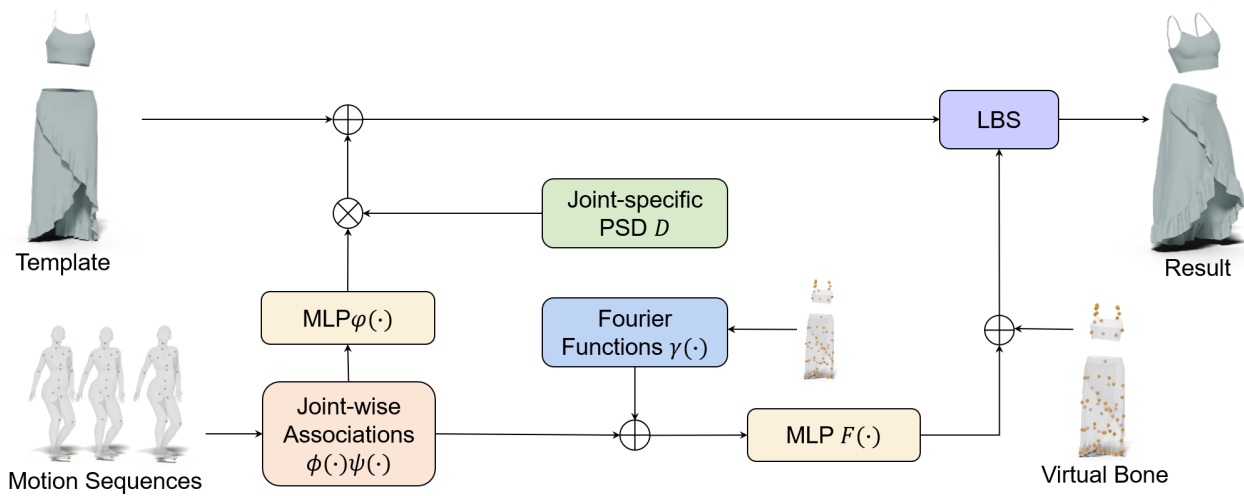 LBS
Joint-specific
PSD D
Template
Result
MLPφ(·)
Fourier
Functions γ(·)
Joint-wise
Associations
ϕ(·)ψ(·)
MLP F(·)
Motion Sequences
Virtual Bone